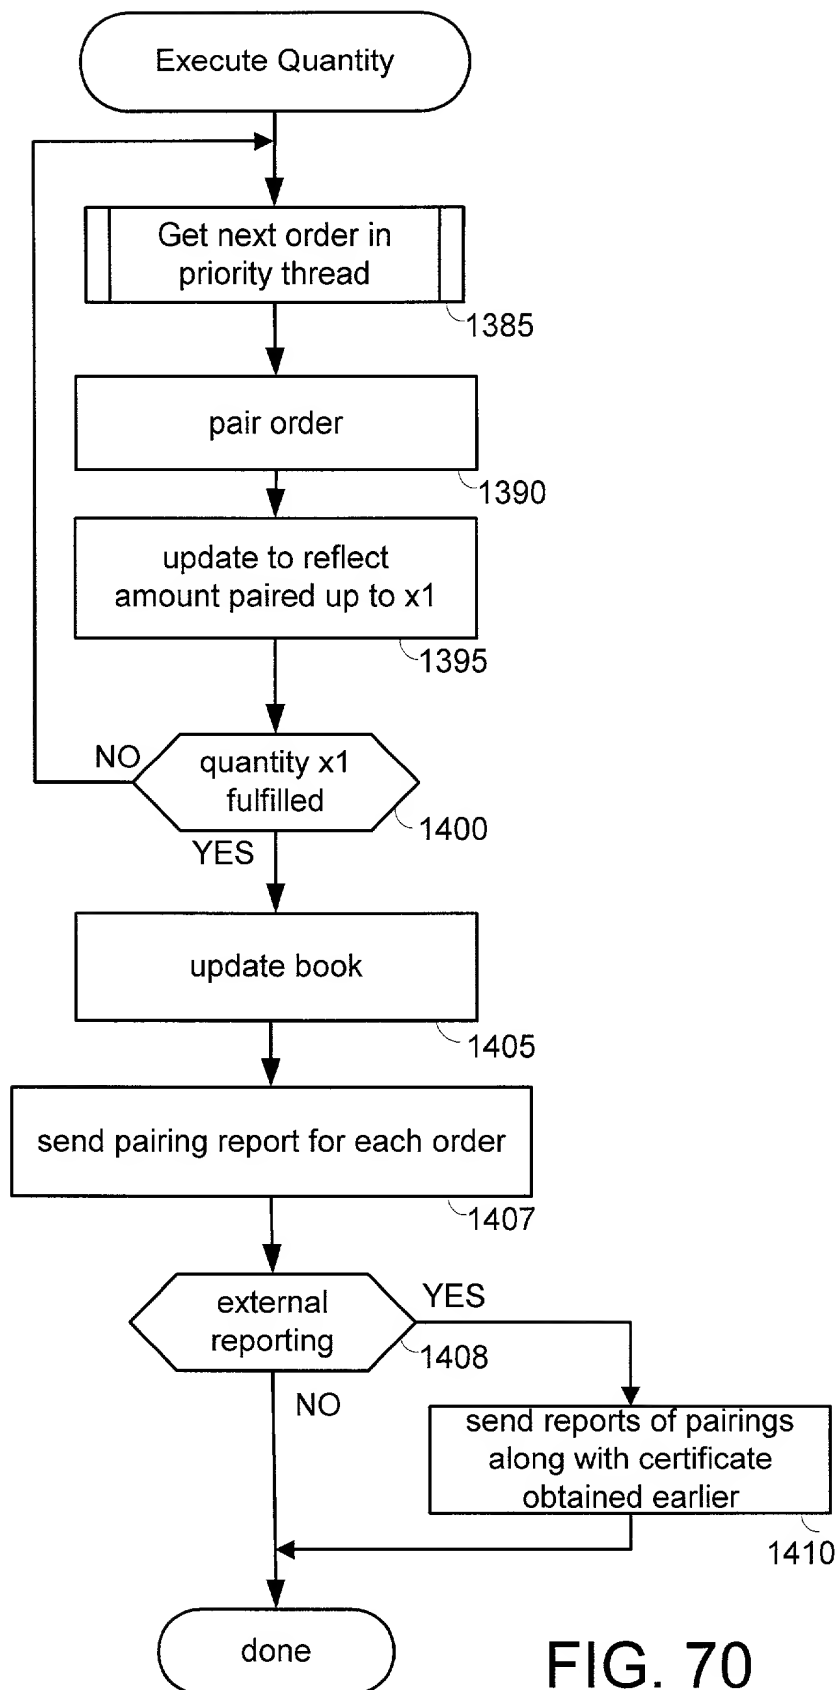 Execute Quantity
Get next order in
priority thread
1385
pair order
1390
update to reflect
amount paired up to x1
1395
NO
quantity x1
fulfilled
1400
YES
update book
1405
send pairing report for each order
1407
external
reporting
YES
1408
NO
send reports of pairings
along with certificate
obtained earlier
1410
done
FIG. 70